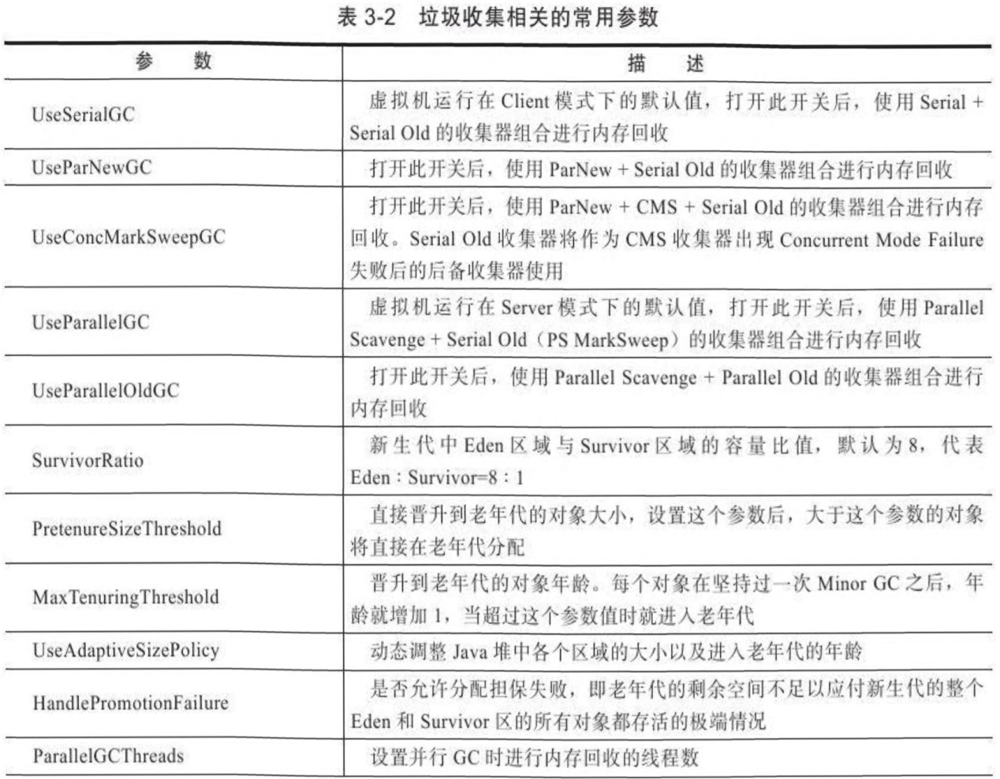 表 3-2 垃圾收集相关的常用参数
参 数 描 述
UseSerialGC
虚拟机运行在 Client 模式下的默认值，打开此开关后，使用 Serial +
Serial Old 的收集器组合进行内存回收
UseParNewGC
打开此开关后，使用 ParNew + Serial Old 的收集器组合进行内存回收
UseConcMarkSweepGC
打开此开关后，使用 ParNew + CMS + Serial Old 的收集器组合进行内存
回收。Serial Old 收集器将作为 CMS 收集器出现 Concurrent Mode Failure
失败后的后备收集器使用
UseParallelGC
虚拟机运行在 Server 模式下的默认值，打开此开关后，使用 Parallel
Scavenge + Serial Old（PS MarkSweep）的收集器组合进行内存回收
UseParallelOldGC
打开此开关后，使用 Parallel Scavenge + Parallel Old 的收集器组合进行
内存回收
SurvivorRatio
新生代中 Eden 区域与 Survivor 区域的容量比值，默认为 8，代表
Eden：Survivor=8：1
PretenureSizeThreshold
直接晋升到老年代的对象大小，设置这个参数后，大于这个参数的对象
将直接在老年代分配
MaxTenuringThreshold
晋升到老年代的对象年龄。每个对象在坚持过一次 Minor GC 之后，年
龄就增加 1，当超过这个参数值时就进入老年代
UseAdaptiveSizePolicy
动态调整 Java 堆中各个区域的大小以及进入老年代的年龄
HandlePromotionFailure
是否允许分配担保失败，即老年代的剩余空间不足以应付新生代的整个
Eden 和 Survivor 区的所有对象都存活的极端情况
ParallelGCThreads
设置并行 GC 时进行内存回收的线程数